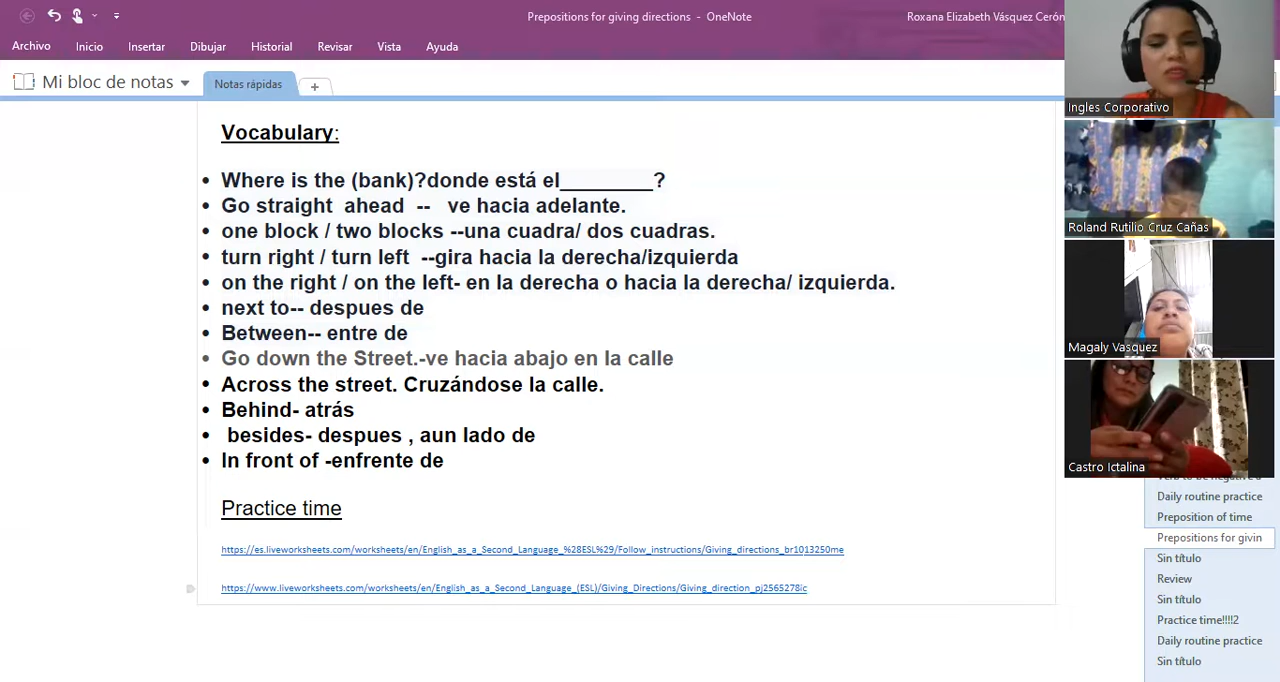 Prepositions for giving directions - OneNote
Roxana Elizabeth Vásquez Cerón
Archivo Inicio Insertar Dibujar Historial Revisar Vista Ayuda
Mi bloc de notas
Notas rápidas
+
Vocabulary:
• Where is the (bank)?donde está el________?
• Go straight ahead -- ve hacia adelante.
• one block / two blocks --una cuadra/ dos cuadras.
• turn right / turn left --gira hacia la derecha/izquierda
• on the right / on the left- en la derecha o hacia la derecha/ izquierda.
• next to-- despues de
• Between-- entre de
• Go down the Street.-ve hacia abajo en la calle
• Across the street. Cruzándose la calle.
• Behind- atrás
• besides- despues , aun lado de
• In front of -enfrente de
Practice time
https://es.liveworksheets.com/worksheets/en/English_as_a_Second_Language_%28ESL%29/Follow_instructions/Giving_directions_br1013250me
https://www.liveworksheets.com/worksheets/en/English_as_a_Second_Language_(ESL)/Giving_Directions/Giving_direction_pj2565278ic
Ingles Corporativo
Roland Rutilio Cruz Cañas
Magaly Vasquez
Castro Ictalina
Daily routine practice
Preposition of time
Prepositions for givin
Sin título
Review
Sin título
Practice time!!!!2
Daily routine practice
Sin título